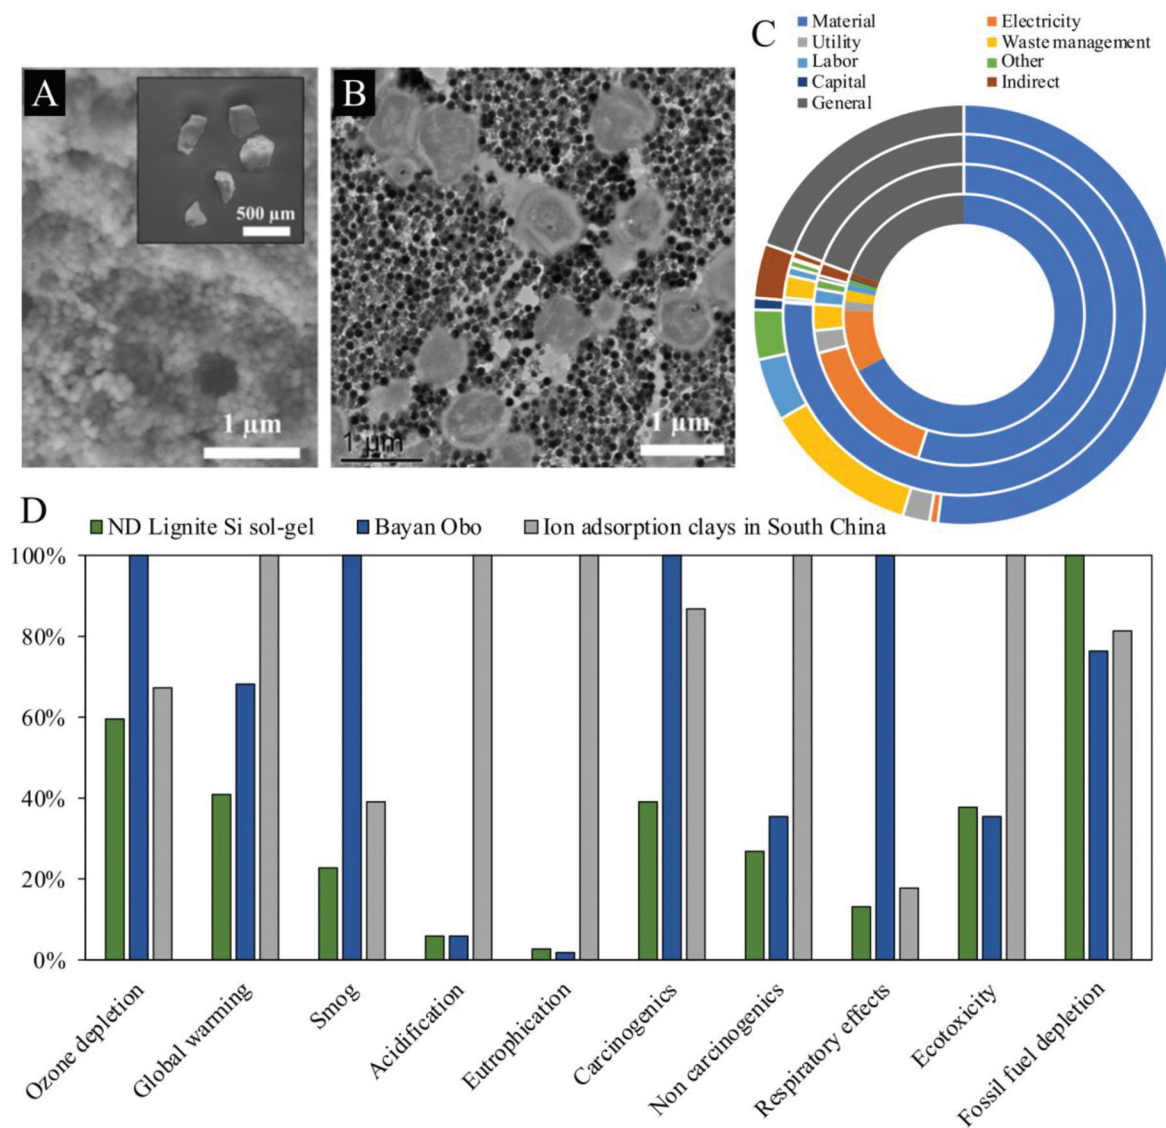 C
Material
Electricity
Utility
Waste management
Labor
Other
Capital
Indirect
General
A
500 µm
1 µm
B
1 µm
1 µm
D
ND Lignite Si sol-gel
Bayan Obo
Ion adsorption clays in South China
100%
80%
60%
40%
20%
0%
Ozone depletion
Global warming
Smog
Acidification
Eutrophication
Carcinogenics
Non carcinogenics
Respiratory effects
Ecotoxicity
Fossil fuel depletion